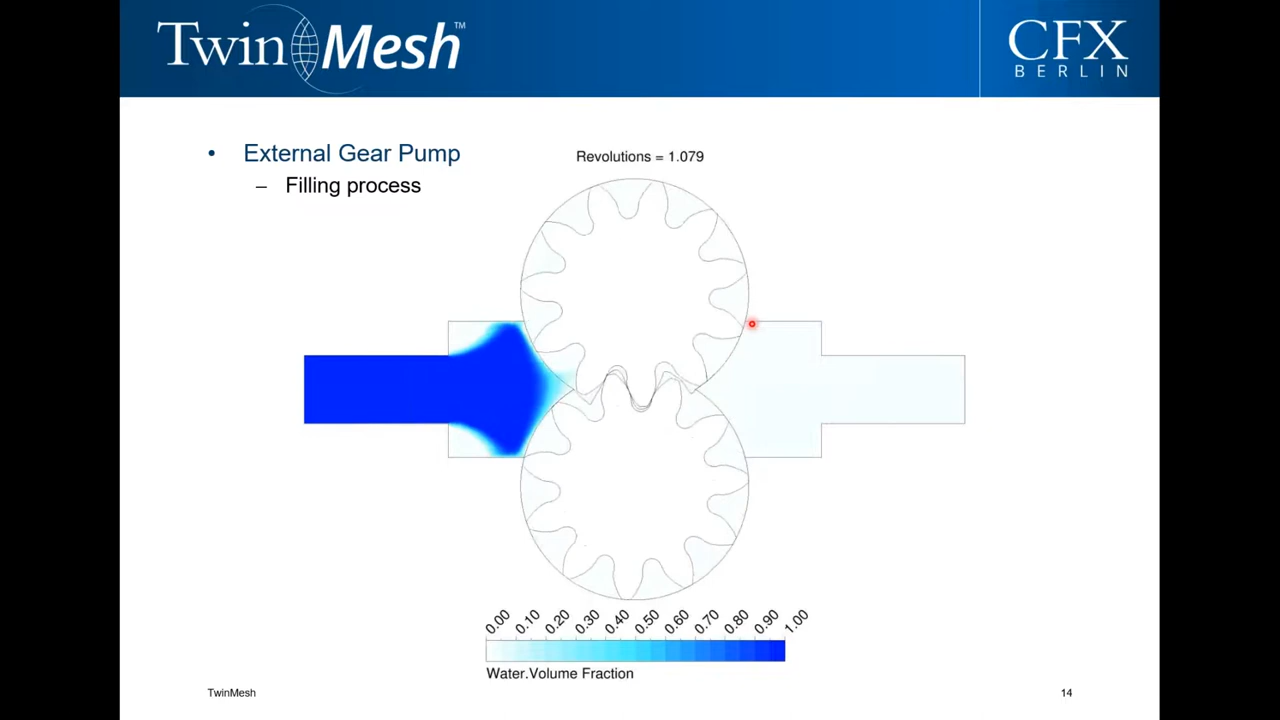 TwinMesh™
CFX
BERLIN
• External Gear Pump
– Filling process
Revolutions = 1.079
0.00 0.10 0.20 0.30 0.40 0.50 0.60 0.70 0.80 0.90 1.00
Water.Volume Fraction
TwinMesh
14